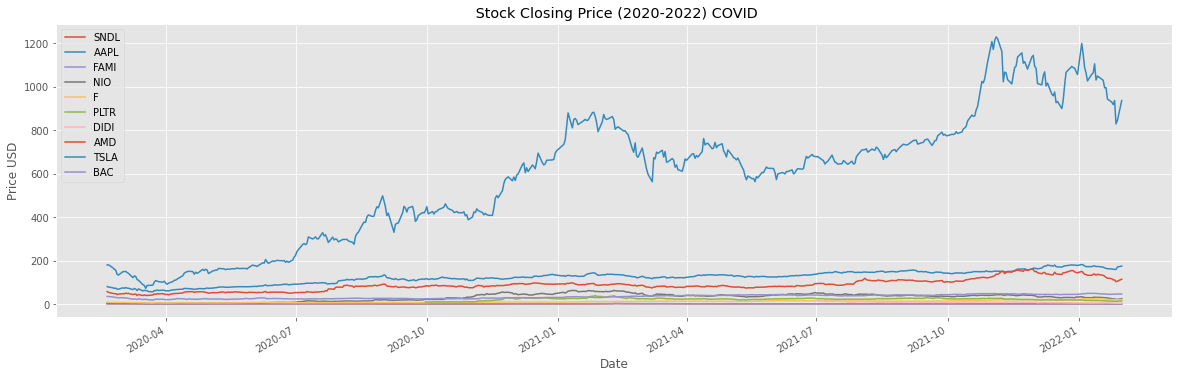 Stock Closing Price (2020-2022) COVID
SNDL
AAPL
FAMI
NIO
F
PLTR
DIDI
AMD
TSLA
BAC
Price USD
1200
1000
800
600
400
200
0
2020-04
2020-07
2020-10
2021-01
2021-04
2021-07
2021-10
2022-01
Date